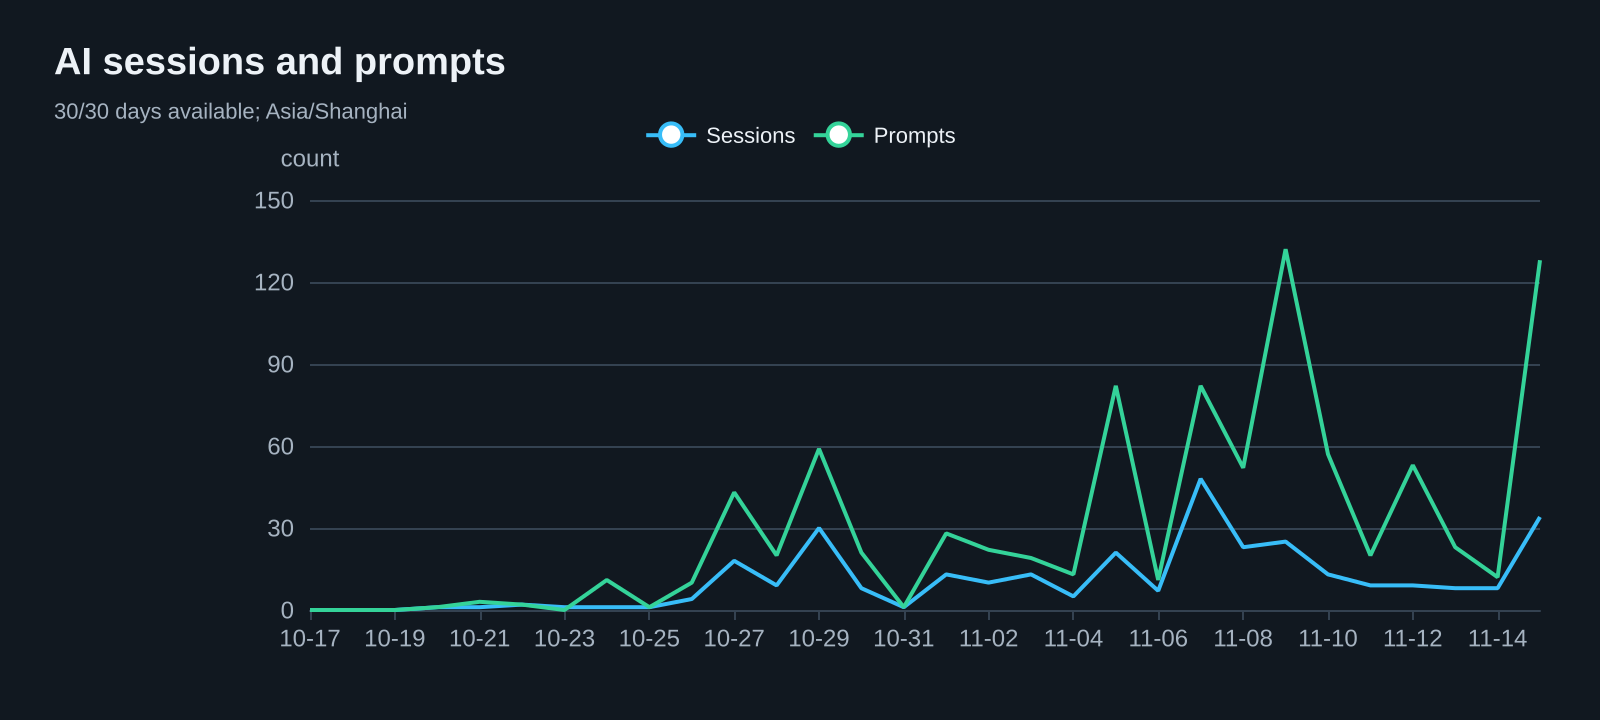 AI sessions and prompts
30/30 days available; Asia/Shanghai
Sessions Prompts
count
150
120
90
60
30
0
10-17 10-19 10-21 10-23 10-25 10-27 10-29 10-31 11-02 11-04 11-06 11-08 11-10 11-12 11-14